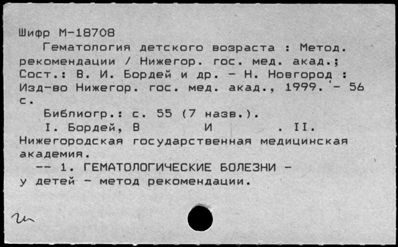 Шифр М-18708
Гематология детского возраста : Метод.
рекомендации / Нижегор. гос. мед. акад.;
Сост.: В. И. Бордей и др. - Н. Новгород :
Изд-во Нижегор. гос. мед. акад., 1999. - 56
с.
Библиогр.: с. 55 (7 назв.).
I. Бордей, В И . II.
Нижегородская государственная медицинская
академия.
-- 1. ГЕМАТОЛОГИЧЕСКИЕ БОЛЕЗНИ -
у детей - метод рекомендации.